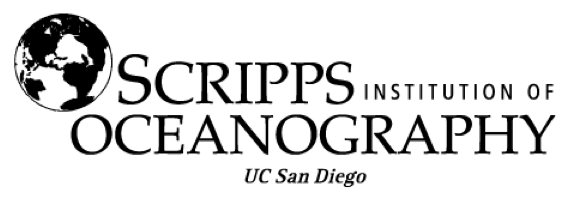 SCRIPPS INSTITUTION OF
OCEANOGRAPHY
UC San Diego